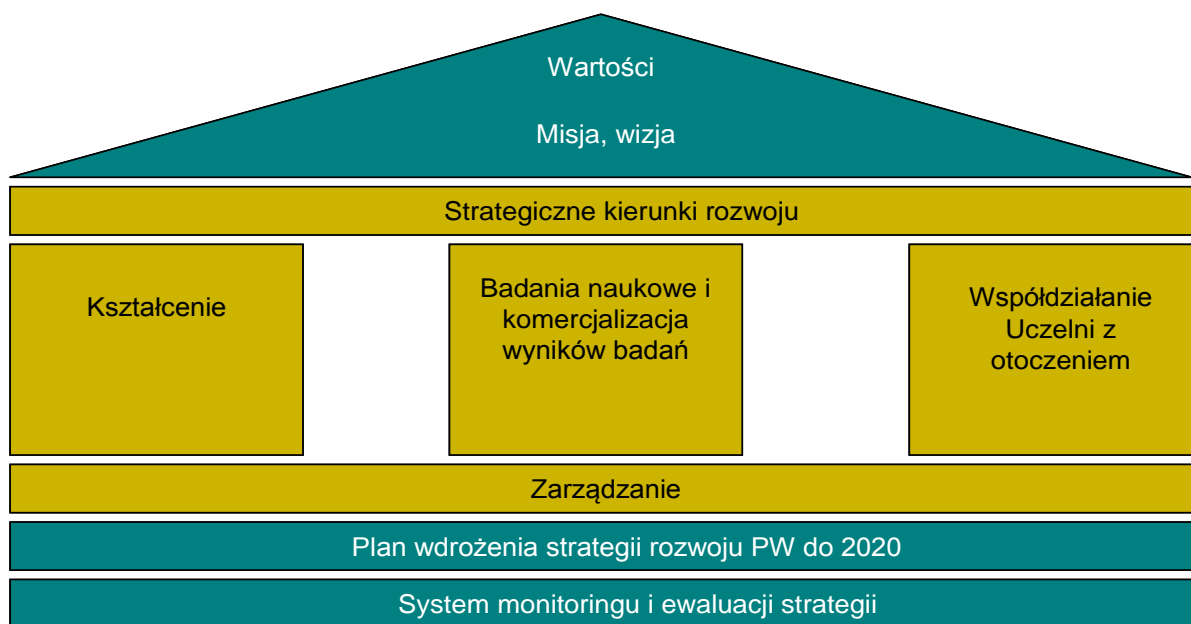 Wartości
Misja, wizja
Strategiczne kierunki rozwoju
Kształcenie
Badania naukowe i
komercjalizacja
wyników badań
Współdziałanie
Uczelni z
otoczeniem
Zarządzanie
Plan wdrożenia strategii rozwoju PW do 2020
System monitoringu i ewaluacji strategii